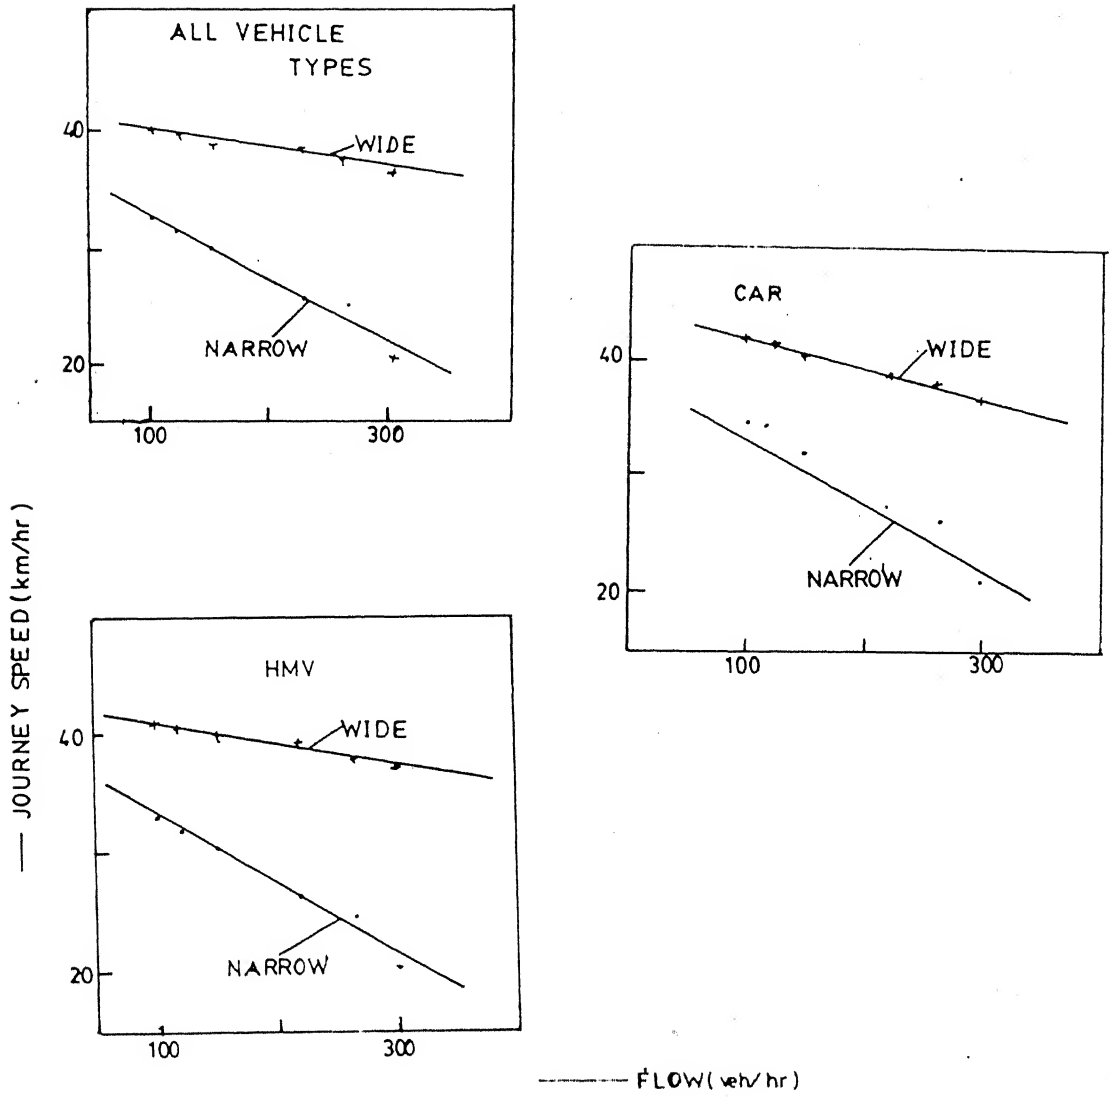 ALL VEHICLE
TYPES
40
WIDE
NARROW
20
100 300
CAR
40
WIDE
NARROW
20
100 300
HMV
40
WIDE
NARROW
20
100 300
JOURNEY SPEED (km/hr)
FLOW (veh/hr)